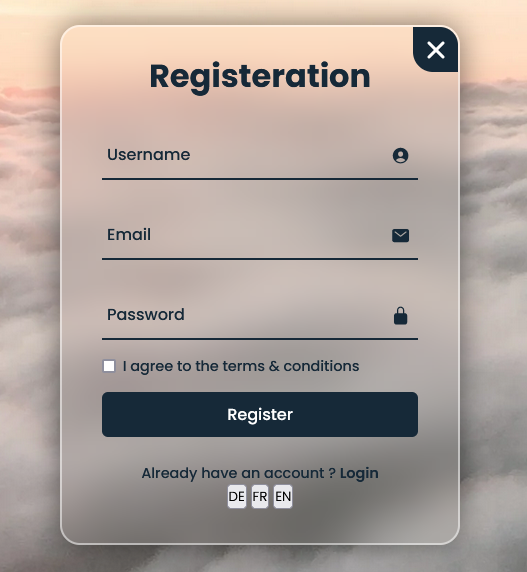 Registeration
Username
Email
Password
I agree to the terms & conditions
Register
Already have an account ? Login
DE FR EN